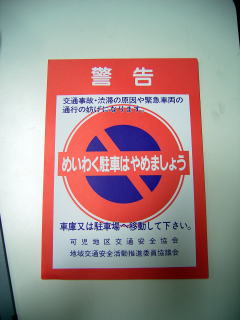 警告
交通事故・渋滞の原因や緊急車両の
通行の妨げになります。
めいわく駐車はやめましょう
車庫又は駐車場へ移動して下さい。
可児地区交通安全協会
地域交通安全活動推進委員協議会